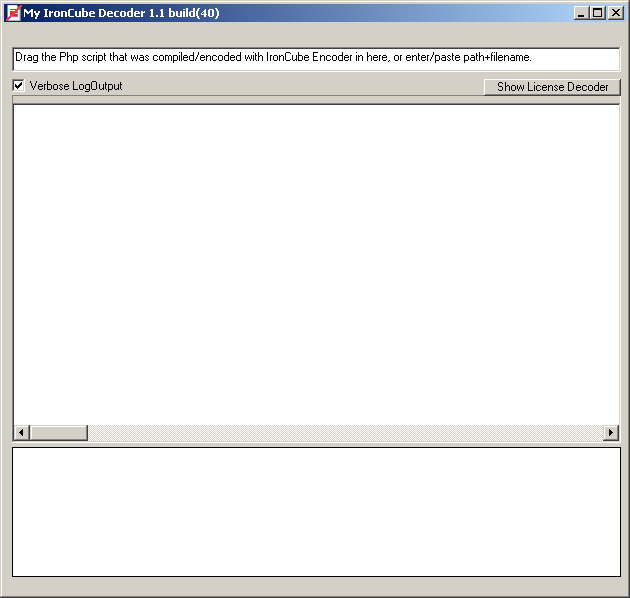 My IronCube Decoder 1.1 build(40)
Drag the Php script that was compiled/encoded with IronCube Encoder in here, or enter/paste path+filename.
Verbose LogOutput
Show License Decoder